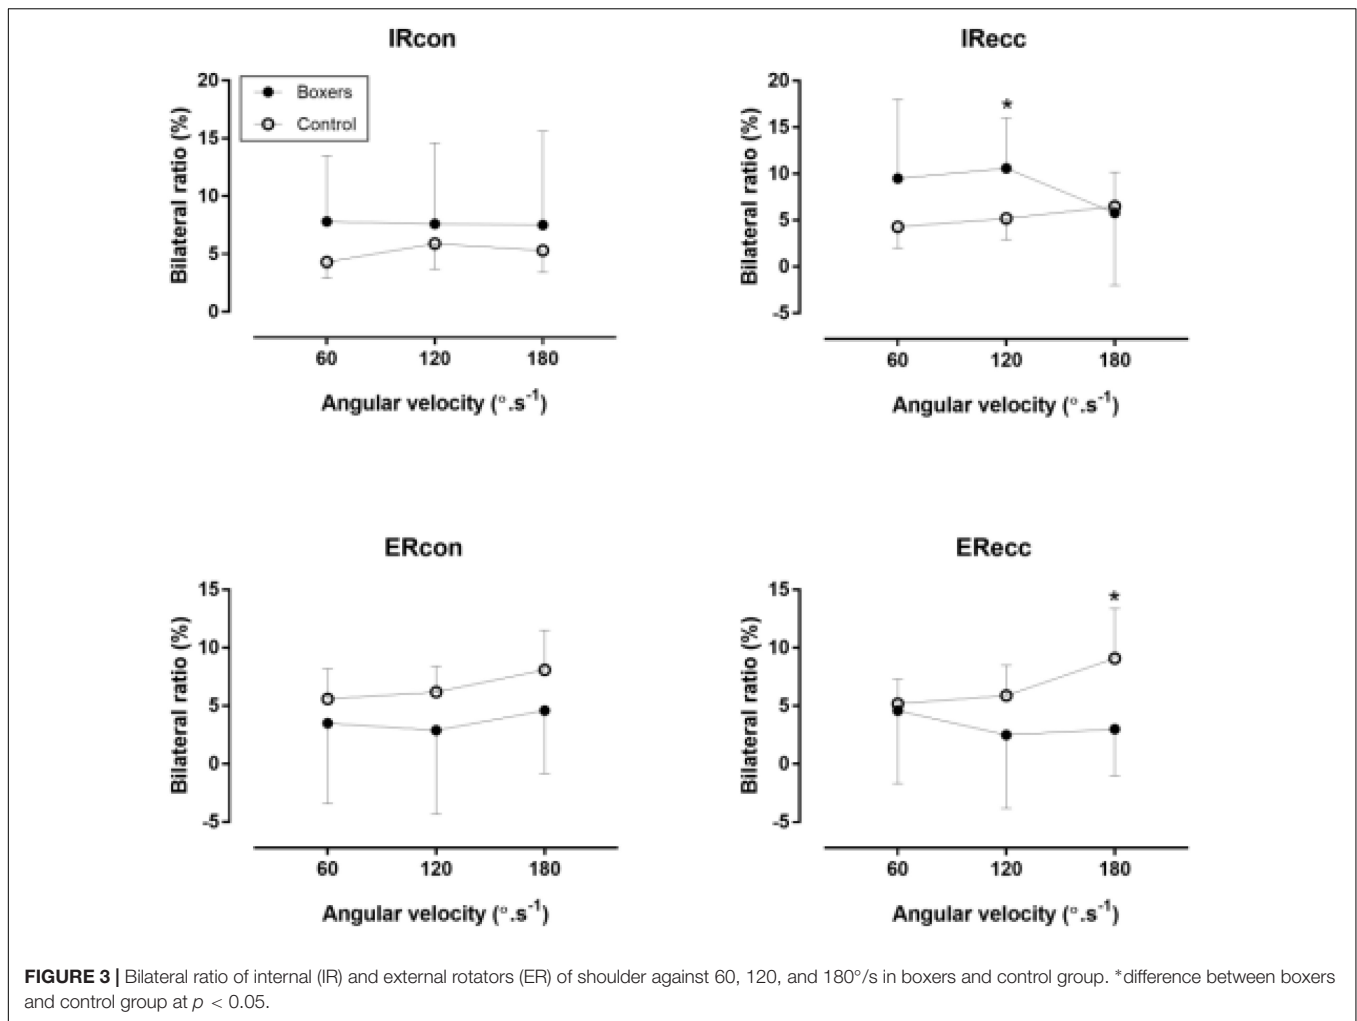 IRcon
20
15
10
5
0
Bilateral ratio (%)
Boxers
Control
60 120 180
Angular velocity (°.s-1)
IRecc
20
15
10
5
0
-5
Bilateral ratio (%)
*
60 120 180
Angular velocity (°.s-1)
ERcon
15
10
5
0
-5
Bilateral ratio (%)
60 120 180
Angular velocity (°.s-1)
ERecc
15
10
5
0
-5
Bilateral ratio (%)
*
60 120 180
Angular velocity (°.s-1)
FIGURE 3 | Bilateral ratio of internal (IR) and external rotators (ER) of shoulder against 60, 120, and 180°/s in boxers and control group. *difference between boxers
and control group at p < 0.05.